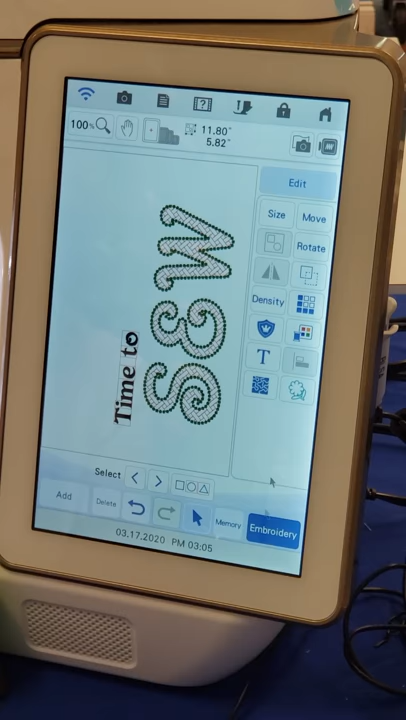 100%
11.80"
5.82"
Edit
Size
Move
Rotate
Density
T
Time to
SEW
Select
Add
Delete
Memory
Embroidery
03.17.2020 PM 03:05